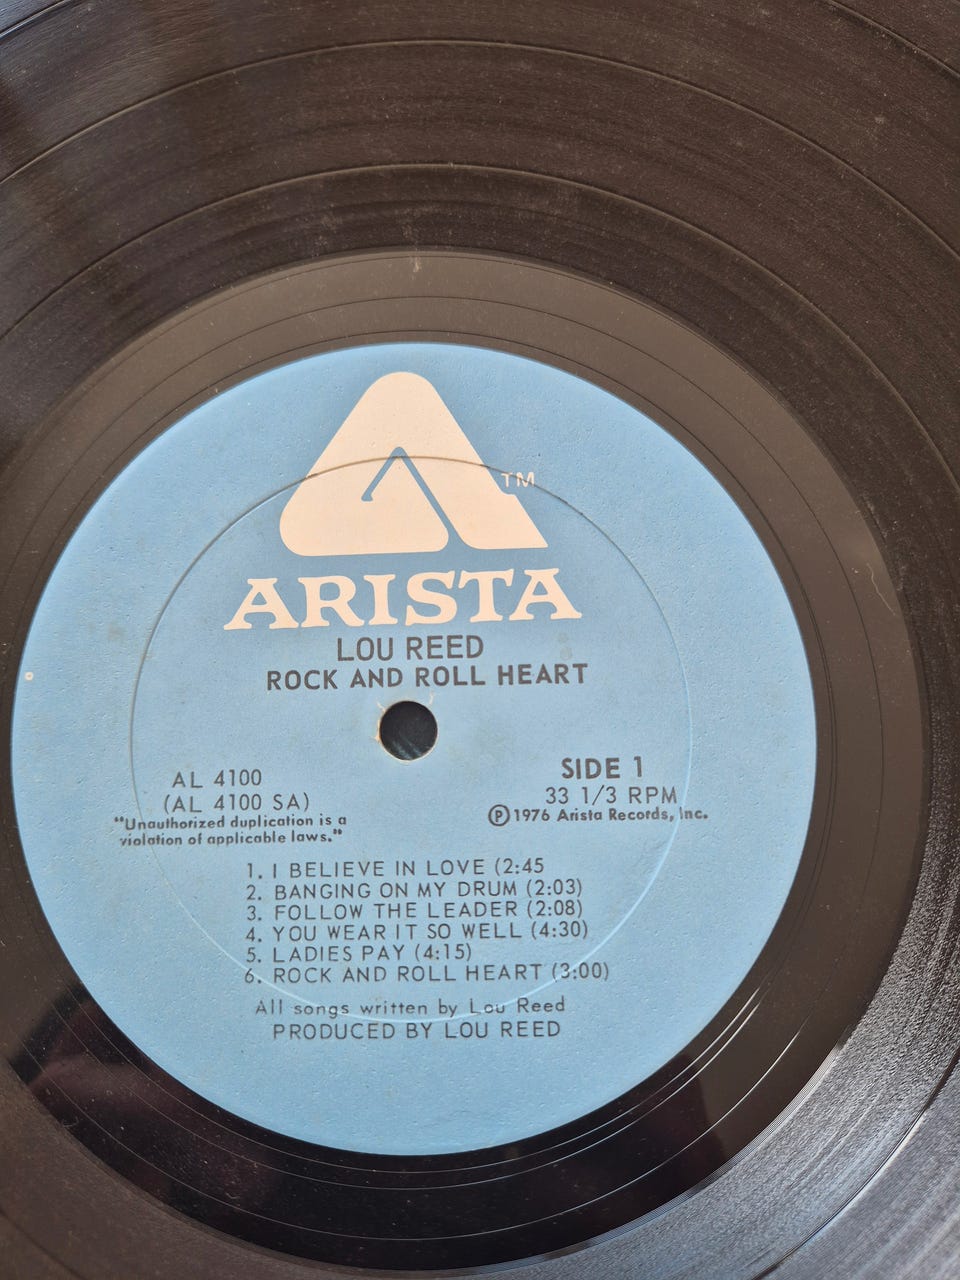 TM
ARISTA
LOU REED
ROCK AND ROLL HEART
AL 4100
(AL 4100 SA)
"Unauthorized duplication is a
violation of applicable laws."
SIDE 1
33 1/3 RPM
Ⓟ 1976 Arista Records, Inc.
1. I BELIEVE IN LOVE (2:45
2. BANGING ON MY DRUM (2:03)
3. FOLLOW THE LEADER (2:08)
4. YOU WEAR IT SO WELL (4:30)
5. LADIES PAY (4:15)
6. ROCK AND ROLL HEART (3:00)
All songs written by Lou Reed
PRODUCED BY LOU REED